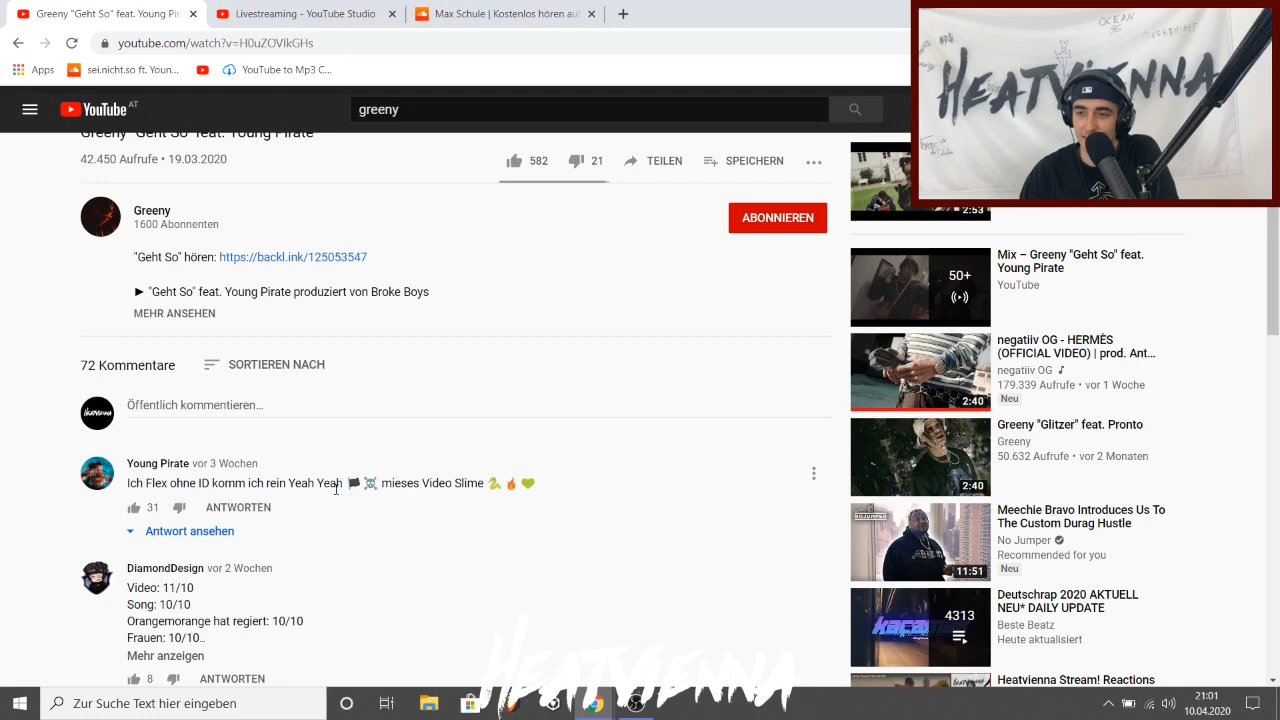 Greeny "Geht So" feat. Young Pir
Livestreaming - YouTube Studio
youtube.com/watch?v=H0uZOVIkGHs
Apps
sei.nicht.so ft. Youn...
YouTube to Mp3 C...
YouTube AT
greeny
Greeny "Geht So" feat. Young Pirate
42.450 Aufrufe • 19.03.2020
582
21
TEILEN
SPEICHERN
Greeny
1600 Abonnenten
ABONNIEREN
"Geht So" hören: https://backl.ink/125053547
► "Geht So" feat. Young Pirate produziert von Broke Boys
MEHR ANSEHEN
72 Kommentare
SORTIEREN NACH
Öffentlich kommentieren...
Young Pirate vor 3 Wochen
Ich Flex ohne ID komm ich rein Yeah Yeah 🏴 ☠️ mieses Video Slime 🐍 🔥 💚
31
ANTWORTEN
Antwort ansehen
DiamondDesign vor 2 Wochen
Video: 11/10
Song: 10/10
Orangemorange hat regiert: 10/10
Frauen: 10/10..
Mehr anzeigen
8
ANTWORTEN
HEATVIENNA
OCEAN
HEATVIENNA
2:53
50+
Mix – Greeny "Geht So" feat.
Young Pirate
YouTube
2:40
negatiiv OG - HERMÈS
(OFFICIAL VIDEO) | prod. Ant...
negatiiv OG
179.339 Aufrufe • vor 1 Woche
Neu
2:40
Greeny "Glitzer" feat. Pronto
Greeny
50.632 Aufrufe • vor 2 Monaten
NOJUMPER
11:51
Meechie Bravo Introduces Us To
The Custom Durag Hustle
No Jumper
Recommended for you
Neu
4313
Deutschrap 2020 AKTUELL
NEU* DAILY UPDATE
Beste Beatz
Heute aktualisiert
Heatvienna Stream! Reactions
Zur Suche Text hier eingeben
21:01
10.04.2020